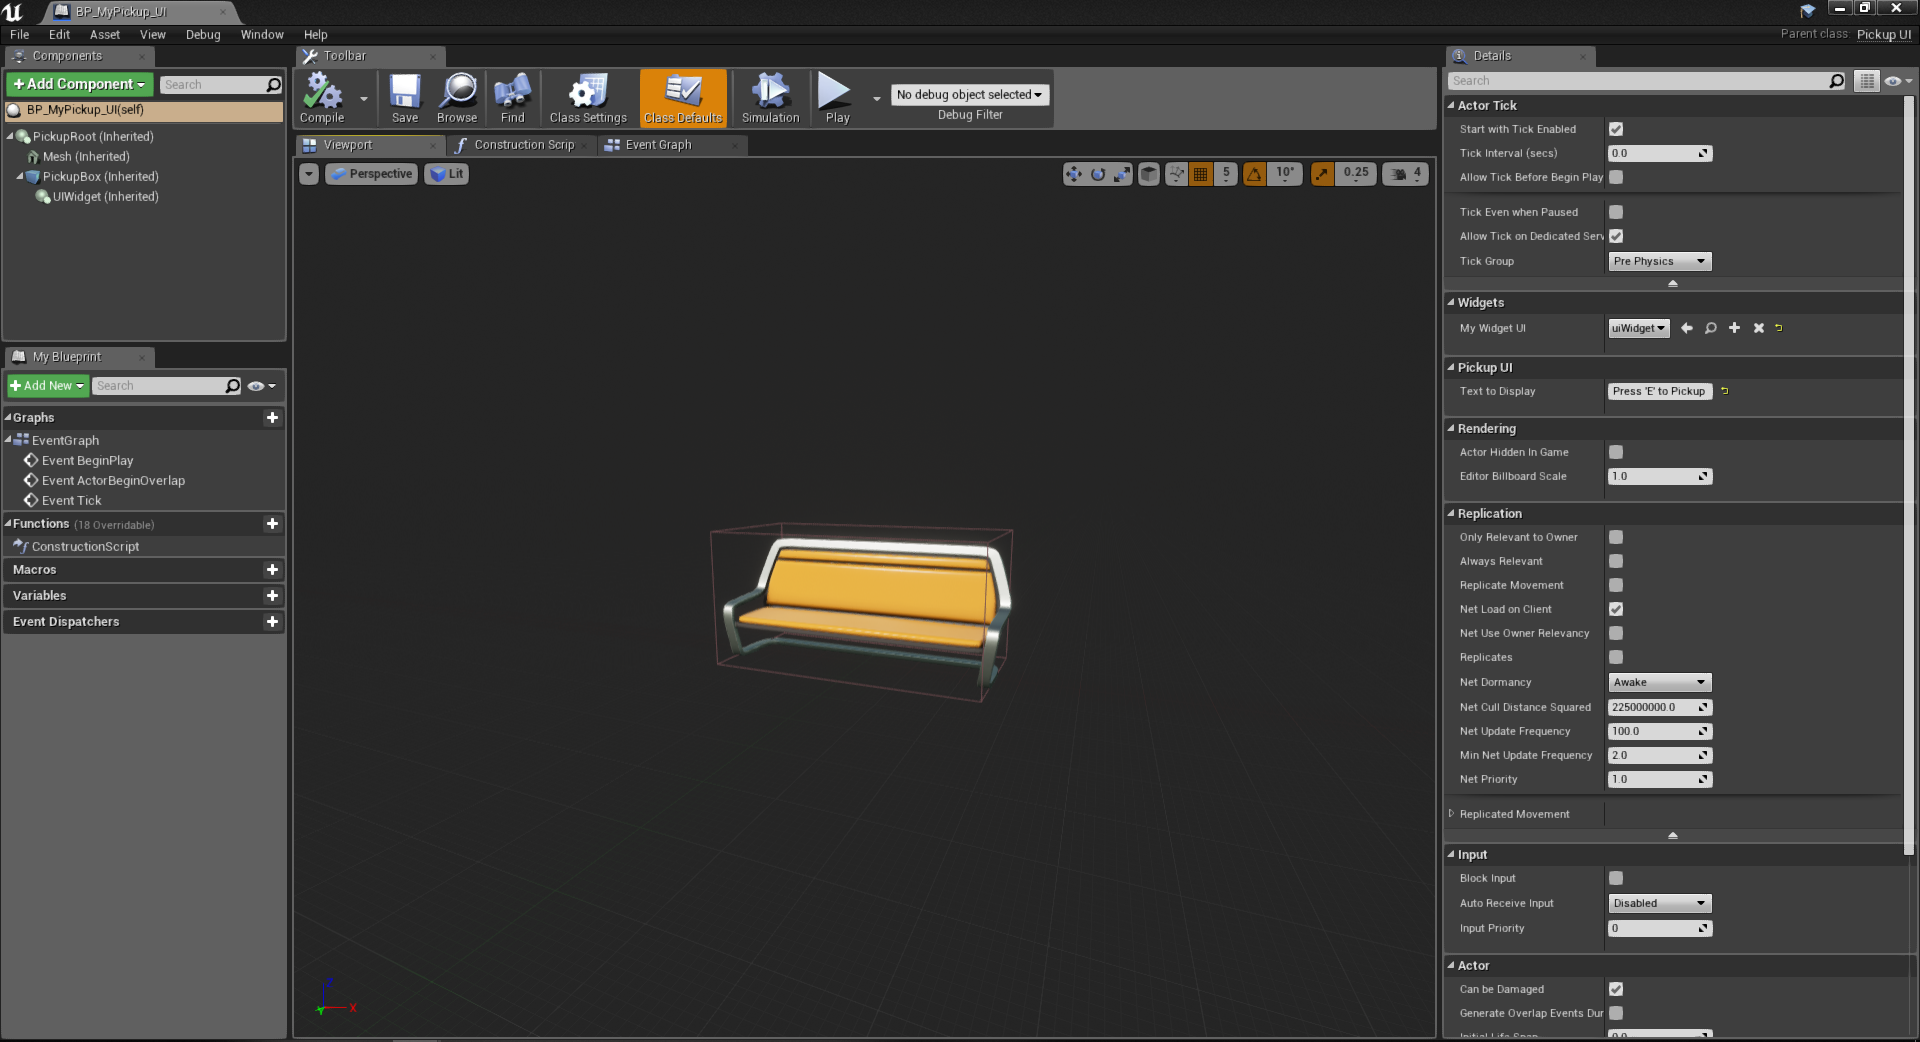 BP_MyPickup_UI
File Edit Asset View Debug Window Help
Parent class: Pickup UI
Components
Add Component
Search
BP_MyPickup_UI(self)
PickupRoot (Inherited)
Mesh (Inherited)
PickupBox (Inherited)
UIWidget (Inherited)
My Blueprint
Add New
Search
Graphs
EventGraph
Event BeginPlay
Event ActorBeginOverlap
Event Tick
Functions (18 Overridable)
ConstructionScript
Macros
Variables
Event Dispatchers
Toolbar
Compile
Save
Browse
Find
Class Settings
Class Defaults
Simulation
Play
No debug object selected
Debug Filter
Viewport
Construction Scrip
Event Graph
Perspective
Lit
5
10°
0.25
4
Z
Y
X
Details
Search
Actor Tick
Start with Tick Enabled
Tick Interval (secs) 0.0
Allow Tick Before Begin Play
Tick Even when Paused
Allow Tick on Dedicated Serv
Tick Group Pre Physics
Widgets
My Widget UI uiWidget
Pickup UI
Text to Display Press 'E' to Pickup
Rendering
Actor Hidden In Game
Editor Billboard Scale 1.0
Replication
Only Relevant to Owner
Always Relevant
Replicate Movement
Net Load on Client
Net Use Owner Relevancy
Replicates
Net Dormancy Awake
Net Cull Distance Squared 225000000.0
Net Update Frequency 100.0
Min Net Update Frequency 2.0
Net Priority 1.0
Replicated Movement
Input
Block Input
Auto Receive Input Disabled
Input Priority 0
Actor
Can be Damaged
Generate Overlap Events Dur
Initial Life Span 0.0